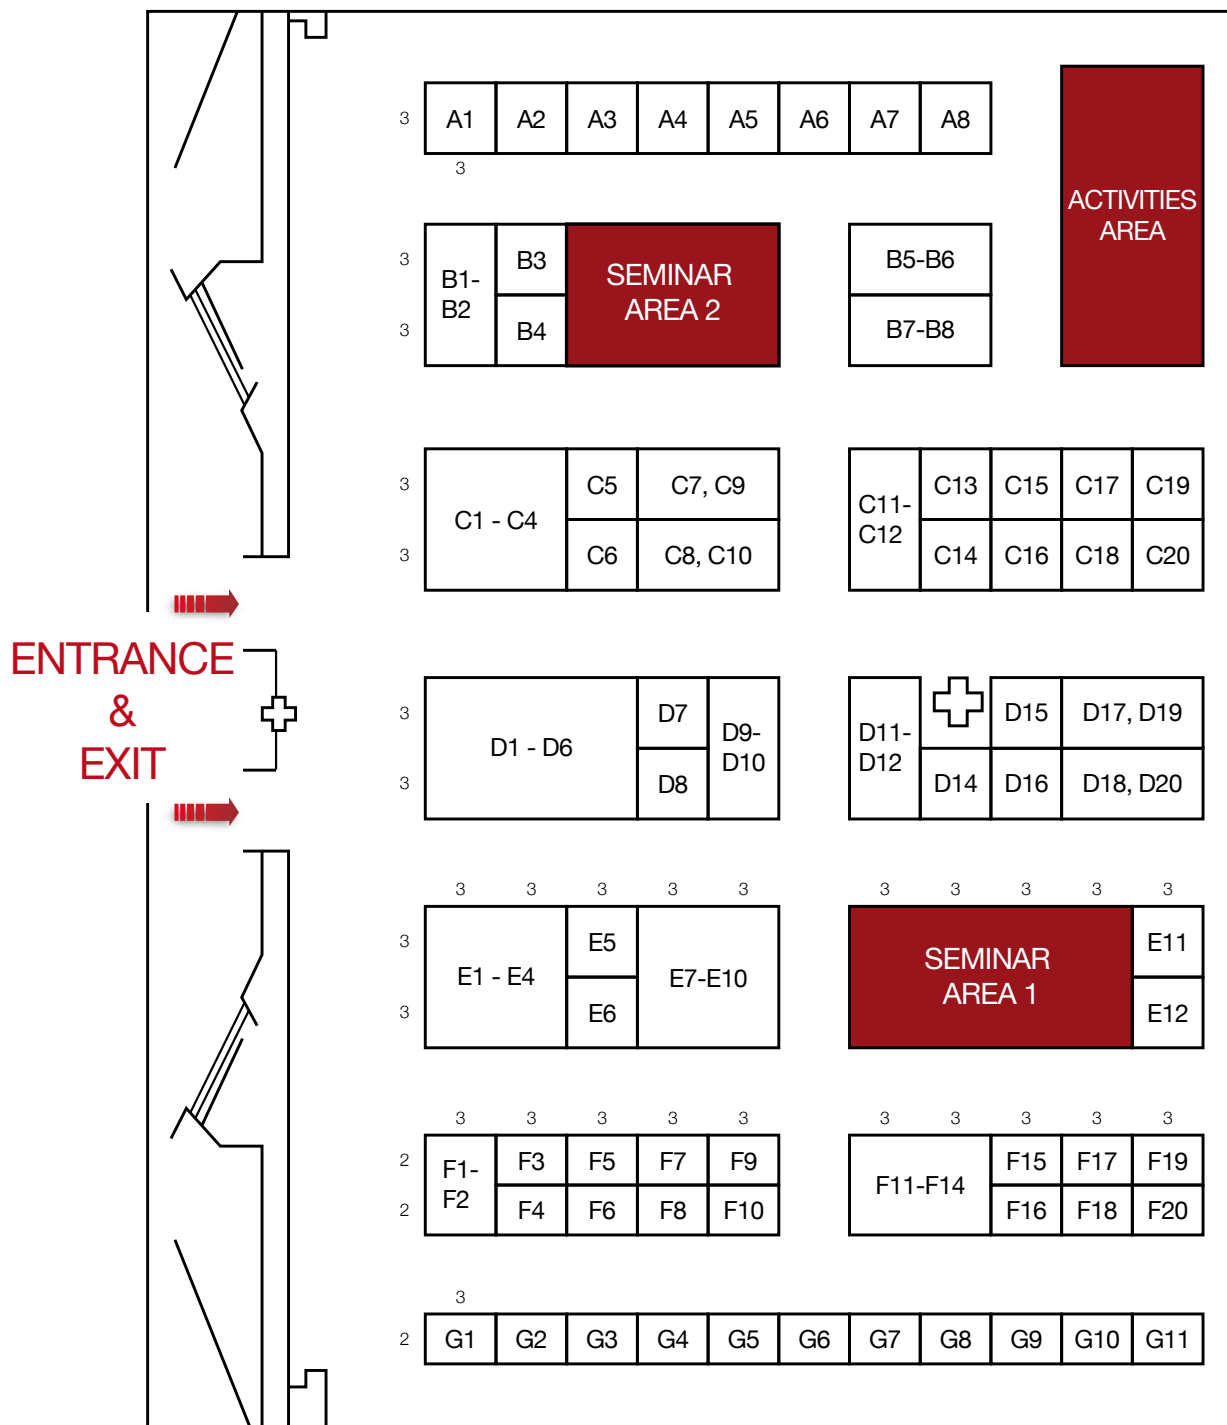 3 A1 A2 A3 A4 A5 A6 A7 A8
3
ACTIVITIES
AREA
3 B3 B5-B6
B1-
B2
SEMINAR
AREA 2
3 B4 B7-B8
3 C5 C7, C9 C13 C15 C17 C19
C1 - C4
C11-
C12
3 C6 C8, C10 C14 C16 C18 C20
ENTRANCE
&
EXIT
3 D7 D15 D17, D19
D1 - D6
D9-
D10
D11-
D12
3 D8 D14 D16 D18, D20
3 3 3 3 3 3 3 3 3 3
3 E5 E11
E1 - E4 E7-E10
SEMINAR
AREA 1
3 E6 E12
3 3 3 3 3 3 3 3 3 3
2 F3 F5 F7 F9 F15 F17 F19
F1-
F2
F11-F14
2 F4 F6 F8 F10 F16 F18 F20
3
2 G1 G2 G3 G4 G5 G6 G7 G8 G9 G10 G11